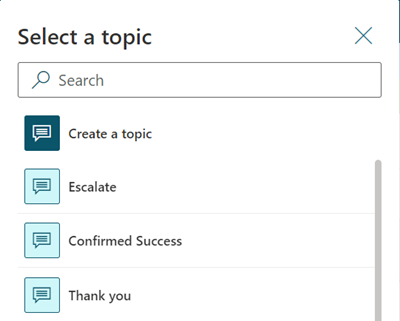 Select a topic
Search
Create a topic
Escalate
Confirmed Success
Thank you